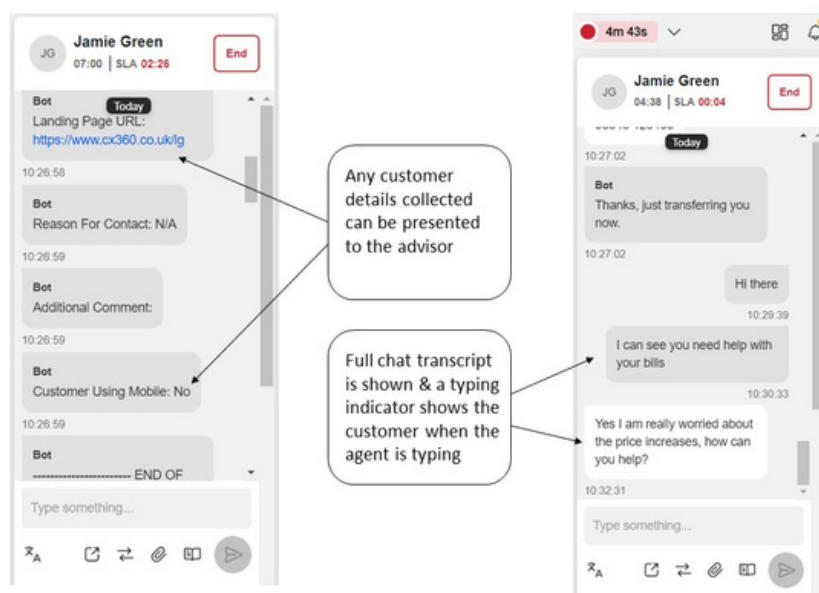 JG
Jamie Green
07:00 | SLA 02:26
End
Bot
Today
Landing Page URL:
https://www.cx360.co.uk/lg
10:26:58
Bot
Reason For Contact: N/A
10:26:59
Bot
Additional Comment:
10:26:59
Bot
Customer Using Mobile: No
10:26:59
Bot
----------------------- END OF
Type something...
Any customer
details collected
can be presented
to the advisor
Full chat transcript
is shown & a typing
indicator shows the
customer when the
agent is typing
4m 43s
JG
Jamie Green
04:38 | SLA 00:04
End
Today
10:27:02
Bot
Thanks, just transferring you
now.
10:27:02
Hi there
10:29:39
I can see you need help with
your bills
10:30:33
Yes I am really worried about
the price increases, how can
you help?
10:32:31
Type something...